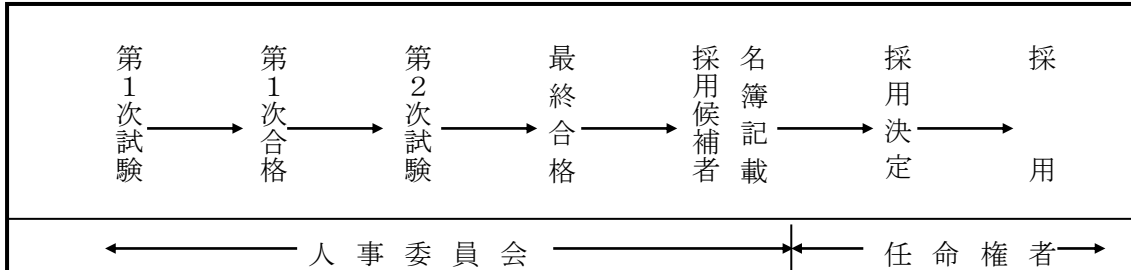 第１次試験
第１次合格
第２次試験
最終合格
採用候補者
名簿記載
採用決定
採用
人事委員会
任命権者